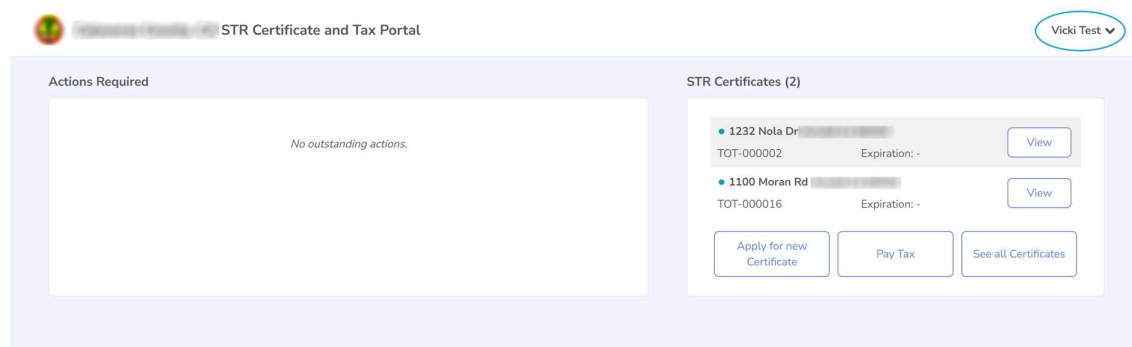 STR Certificate and Tax Portal
Vicki Test
Actions Required
No outstanding actions.
STR Certificates (2)
1232 Nola Dr
TOT-000002 Expiration: -
View
1100 Moran Rd
TOT-000016 Expiration: -
View
Apply for new
Certificate
Pay Tax
See all Certificates